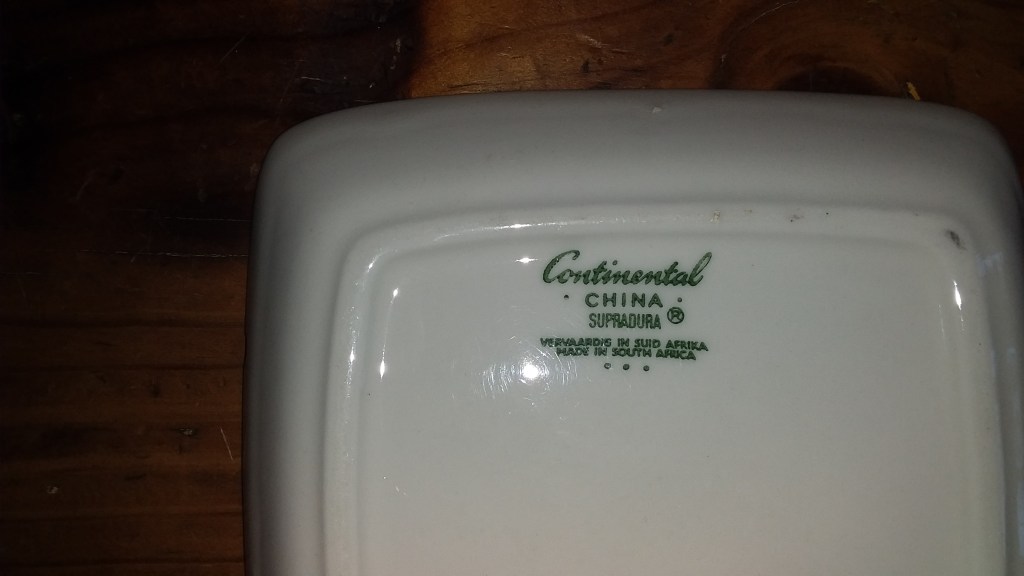 Continental
CHINA
SUPRADURA ®
VERVAARDIG IN SUID AFRIKA
MADE IN SOUTH AFRICA